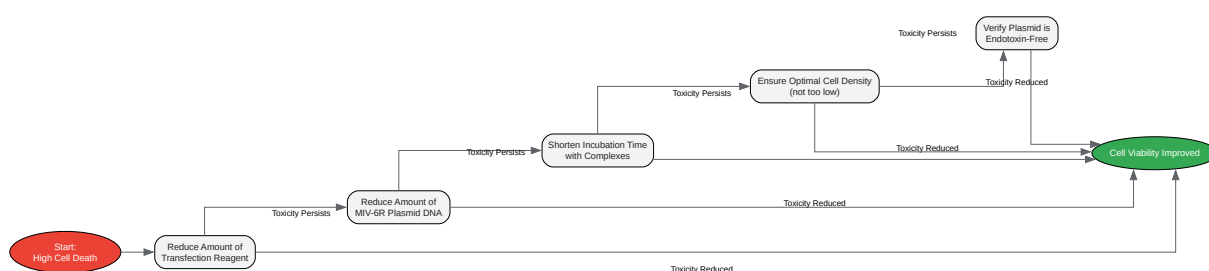 Start:
High Cell Death
Reduce Amount of
Transfection Reagent
Toxicity Persists
Toxicity Reduced
Reduce Amount of
MIV-6R Plasmid DNA
Toxicity Persists
Toxicity Reduced
Shorten Incubation Time
with Complexes
Toxicity Persists
Ensure Optimal Cell Density
(not too low)
Toxicity Persists
Toxicity Reduced
Verify Plasmid is
Endotoxin-Free
Toxicity Reduced
Cell Viability Improved